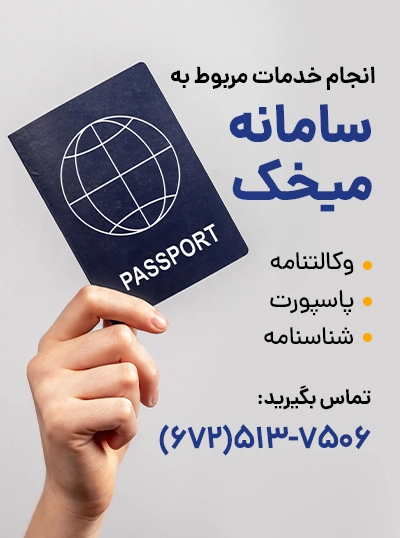 انجام خدمات مربوط به
سامانه
میخک
وکالتنامه
پاسپورت
شناسنامه
تماس بگیرید:
(۶۷۲)۵۱۳-۷۵۰۶
PASSPORT